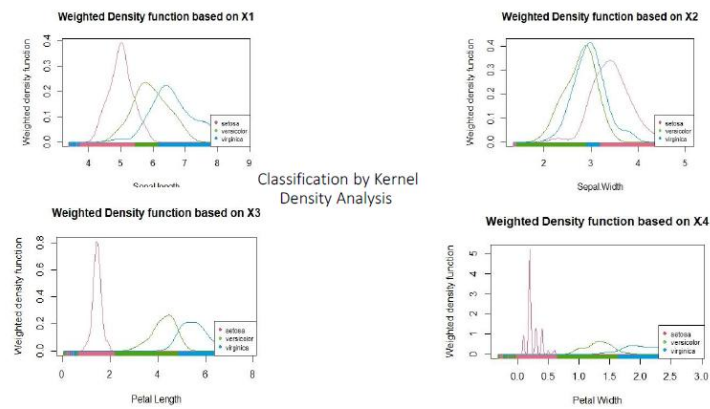 Weighted Density function based on X1
Weighted density function
0.0 0.1 0.2 0.3 0.4
setosa
versicolor
virginica
4 5 6 7 8 9
Sepal.length
Weighted Density function based on X2
Weighted density function
0.0 0.1 0.2 0.3 0.4
setosa
versicolor
virginica
2 3 4 5
Sepal.Width
Classification by Kernel
Density Analysis
Weighted Density function based on X3
Weighted density function
0.0 0.2 0.4 0.6 0.8
setosa
versicolor
virginica
0 2 4 6 8
Petal Length
Weighted Density function based on X4
Weighted density function
0 1 2 3 4 5
setosa
versicolor
virginica
0.0 0.5 1.0 1.5 2.0 2.5 3.0
Petal Width